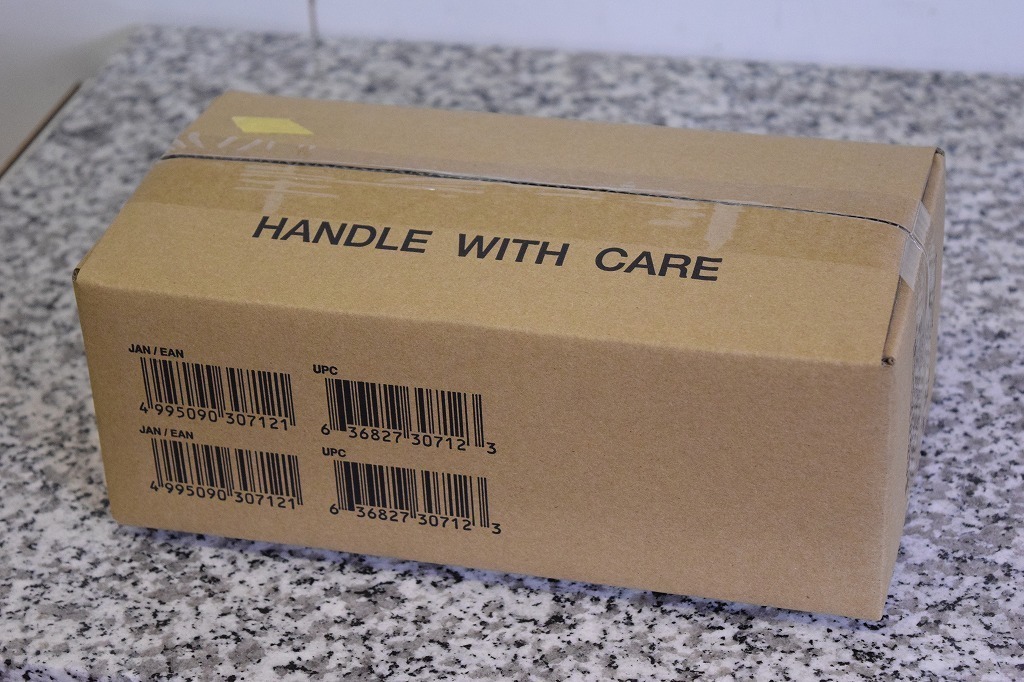 HANDLE WITH CARE
JAN / EAN
4 995090 307121
UPC
6 36827 30712 3
JAN / EAN
4 995090 307121
UPC
6 36827 30712 3